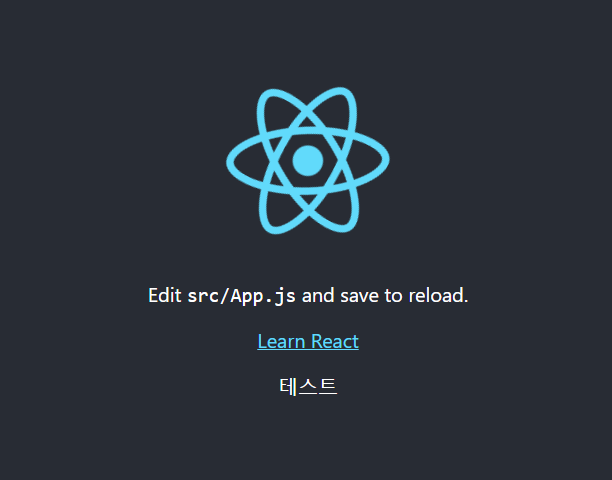 Edit src/App.js and save to reload.
Learn React
테스트